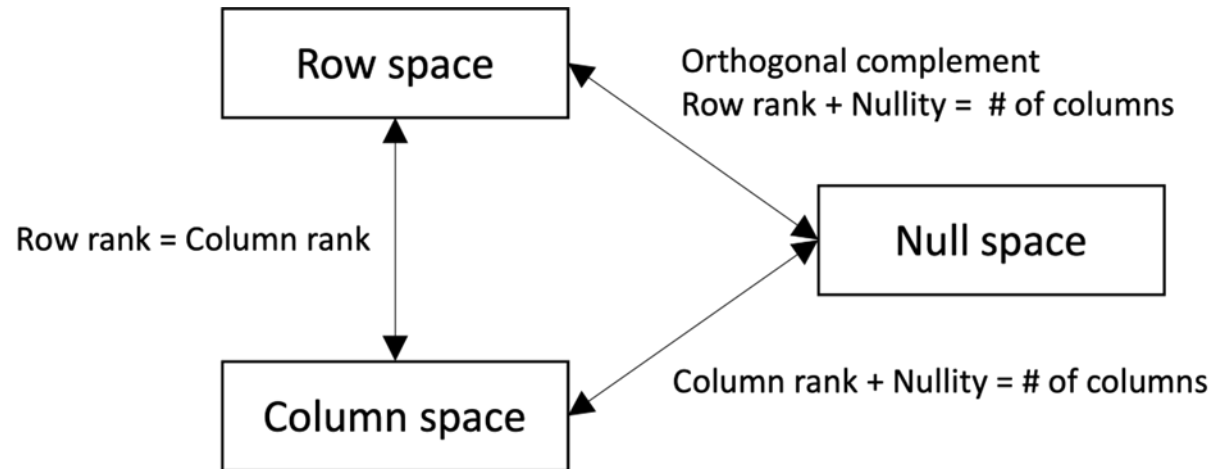 Row space
Orthogonal complement
Row rank + Nullity = # of columns
Row rank = Column rank
Null space
Column rank + Nullity = # of columns
Column space